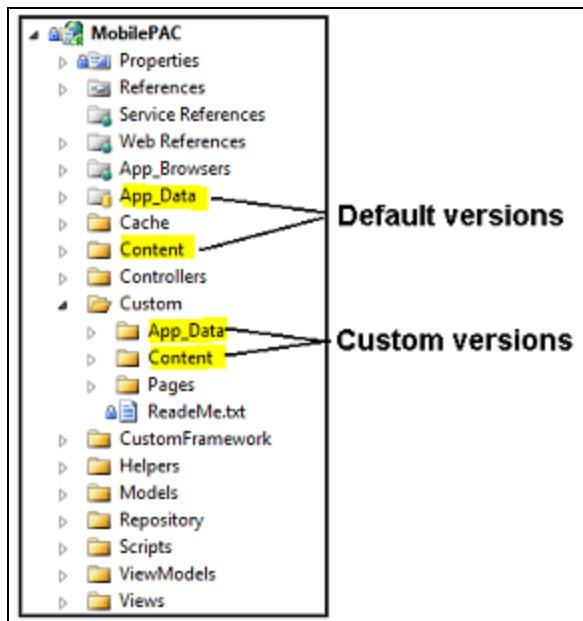 MobilePAC
Properties
References
Service References
Web References
App_Browsers
App_Data
Default versions
Cache
Content
Controllers
Custom
App_Data
Custom versions
Content
Pages
ReadeMe.txt
CustomFramework
Helpers
Models
Repository
Scripts
ViewModels
Views